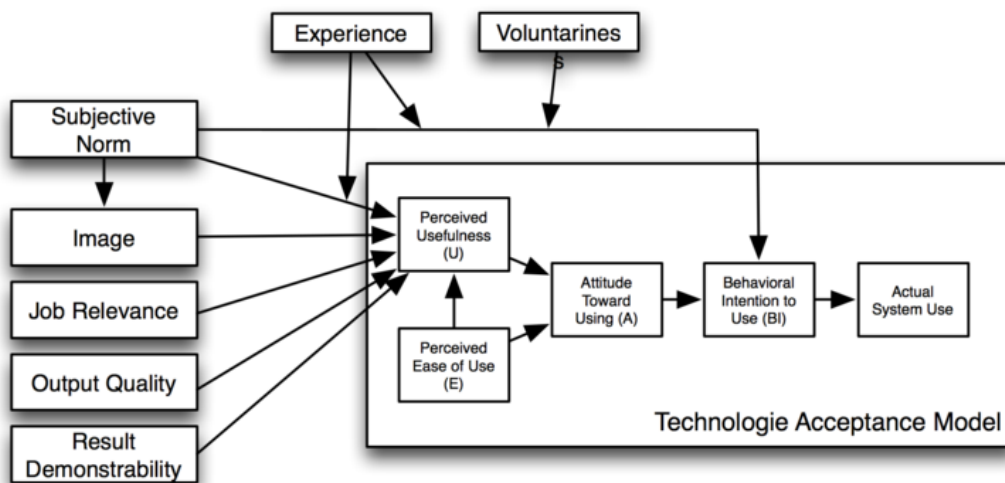 Experience
Voluntarines
s
Subjective
Norm
Image
Job Relevance
Output Quality
Result
Demonstrability
Perceived
Usefulness
(U)
Perceived
Ease of Use
(E)
Attitude
Toward
Using (A)
Behavioral
Intention to
Use (BI)
Actual
System Use
Technologie Acceptance Model